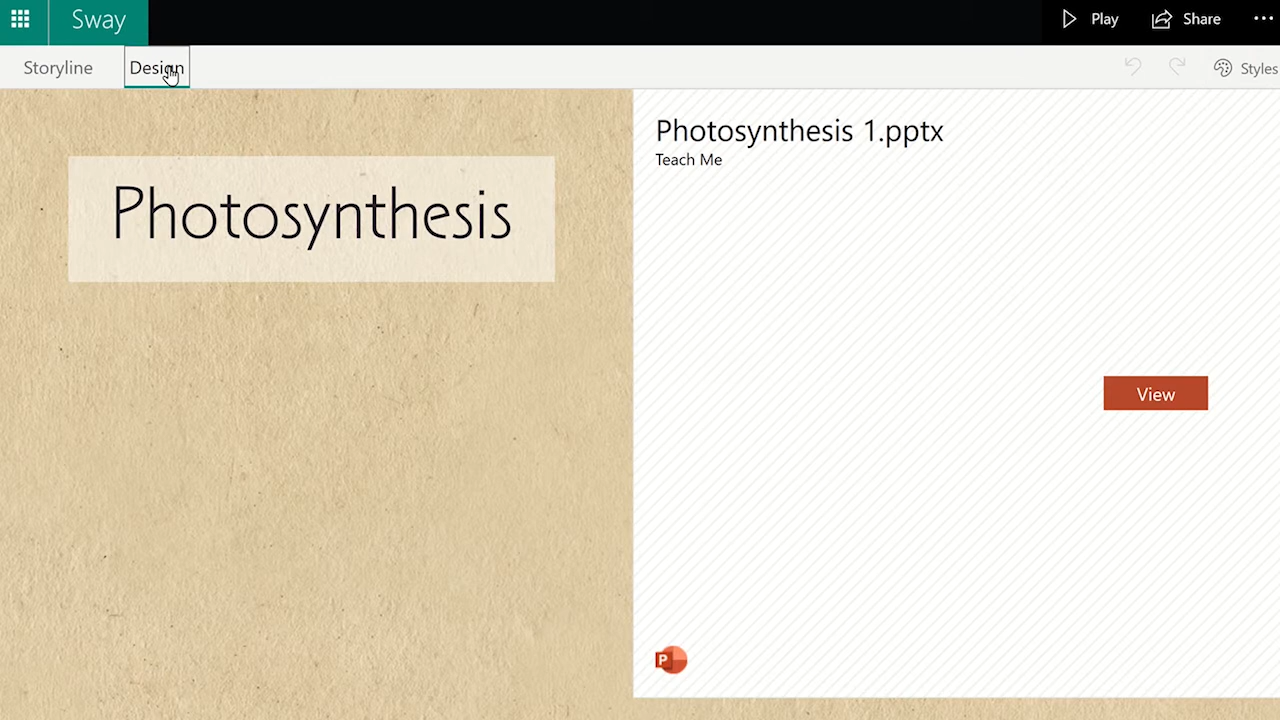 Sway
Play
Share
Storyline
Design
Styles
Photosynthesis
Photosynthesis 1.pptx
Teach Me
View
P